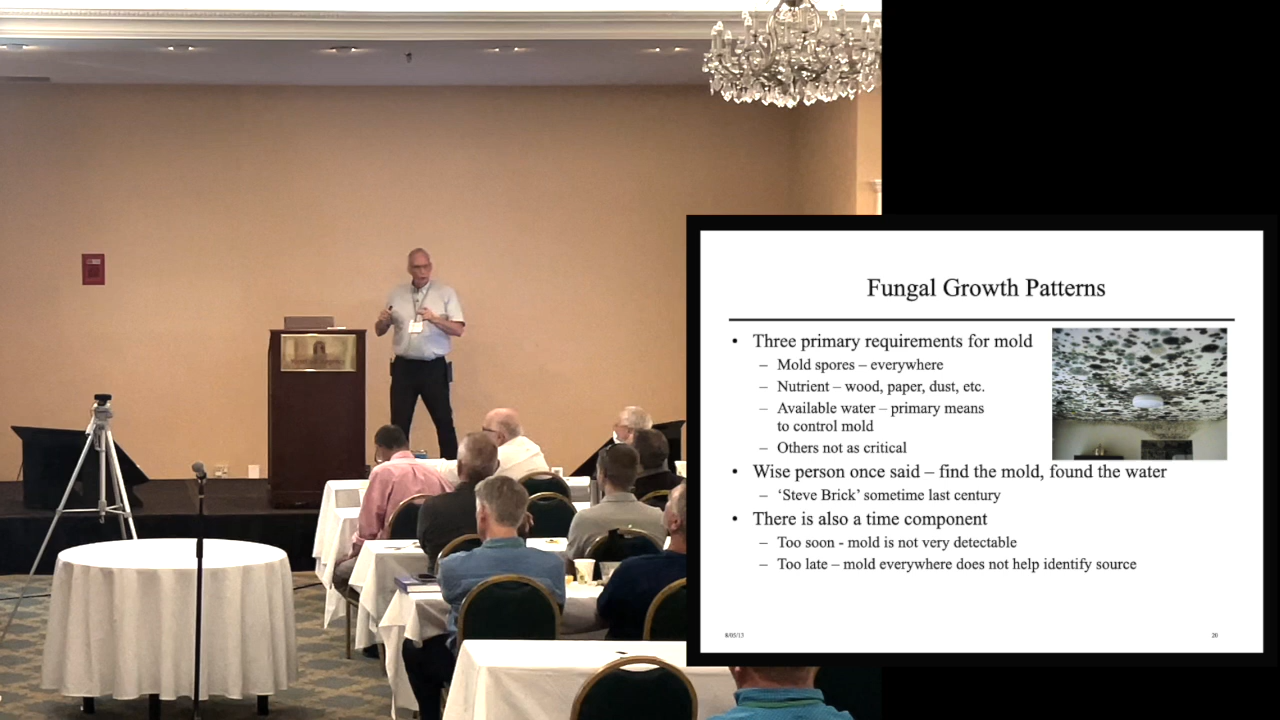 Fungal Growth Patterns
• Three primary requirements for mold
– Mold spores – everywhere
– Nutrient – wood, paper, dust, etc.
– Available water – primary means
to control mold
– Others not as critical
• Wise person once said – find the mold, found the water
– ‘Steve Brick’ sometime last century
• There is also a time component
– Too soon - mold is not very detectable
– Too late – mold everywhere does not help identify source
8/05/13
20